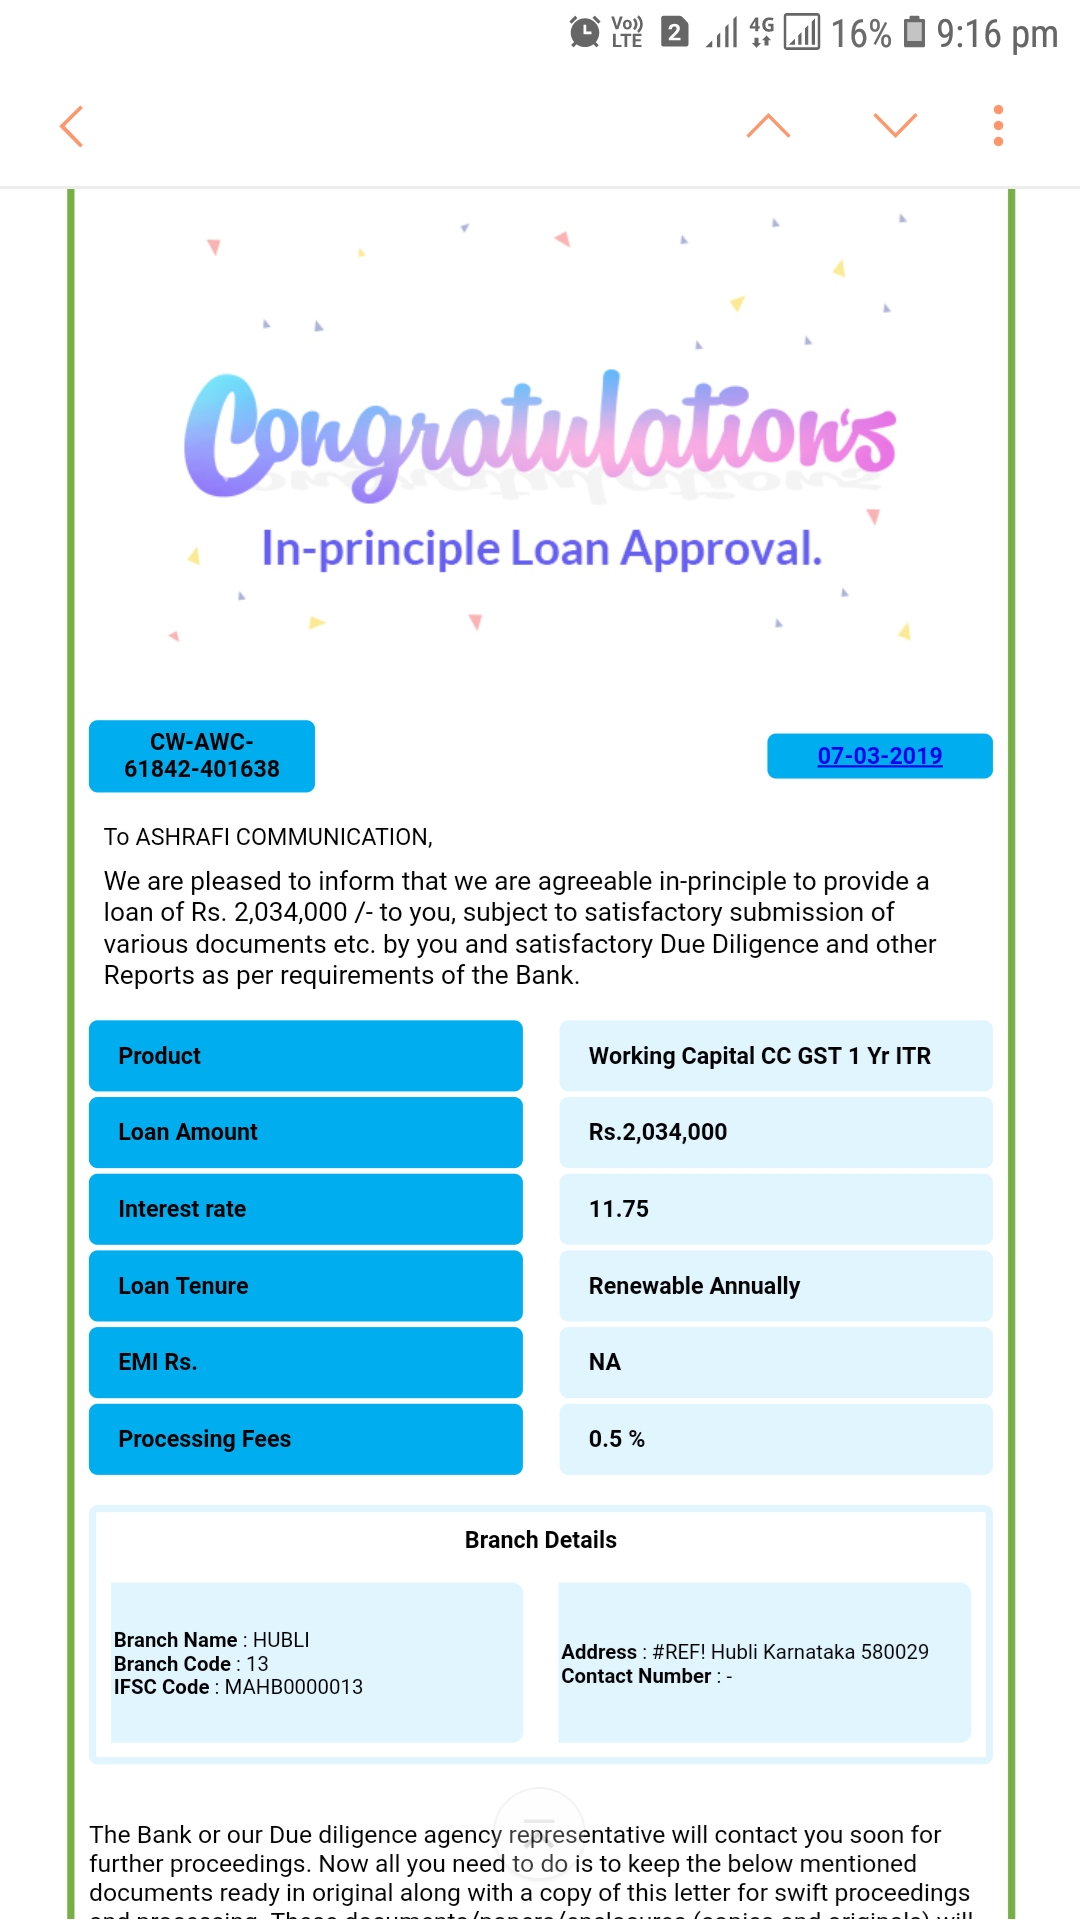 Vo)) LTE 2 4G 16% 9:16 pm
Congratulation's
In-principle Loan Approval.
CW-AWC-
61842-401638
07-03-2019
To ASHRAFI COMMUNICATION,
We are pleased to inform that we are agreeable in-principle to provide a
loan of Rs. 2,034,000 /- to you, subject to satisfactory submission of
various documents etc. by you and satisfactory Due Diligence and other
Reports as per requirements of the Bank.
Product Working Capital CC GST 1 Yr ITR
Loan Amount Rs.2,034,000
Interest rate 11.75
Loan Tenure Renewable Annually
EMI Rs. NA
Processing Fees 0.5 %
Branch Details
Branch Name : HUBLI
Branch Code : 13
IFSC Code : MAHB0000013
Address : #REF! Hubli Karnataka 580029
Contact Number : -
The Bank or our Due diligence agency representative will contact you soon for
further proceedings. Now all you need to do is to keep the below mentioned
documents ready in original along with a copy of this letter for swift proceedings